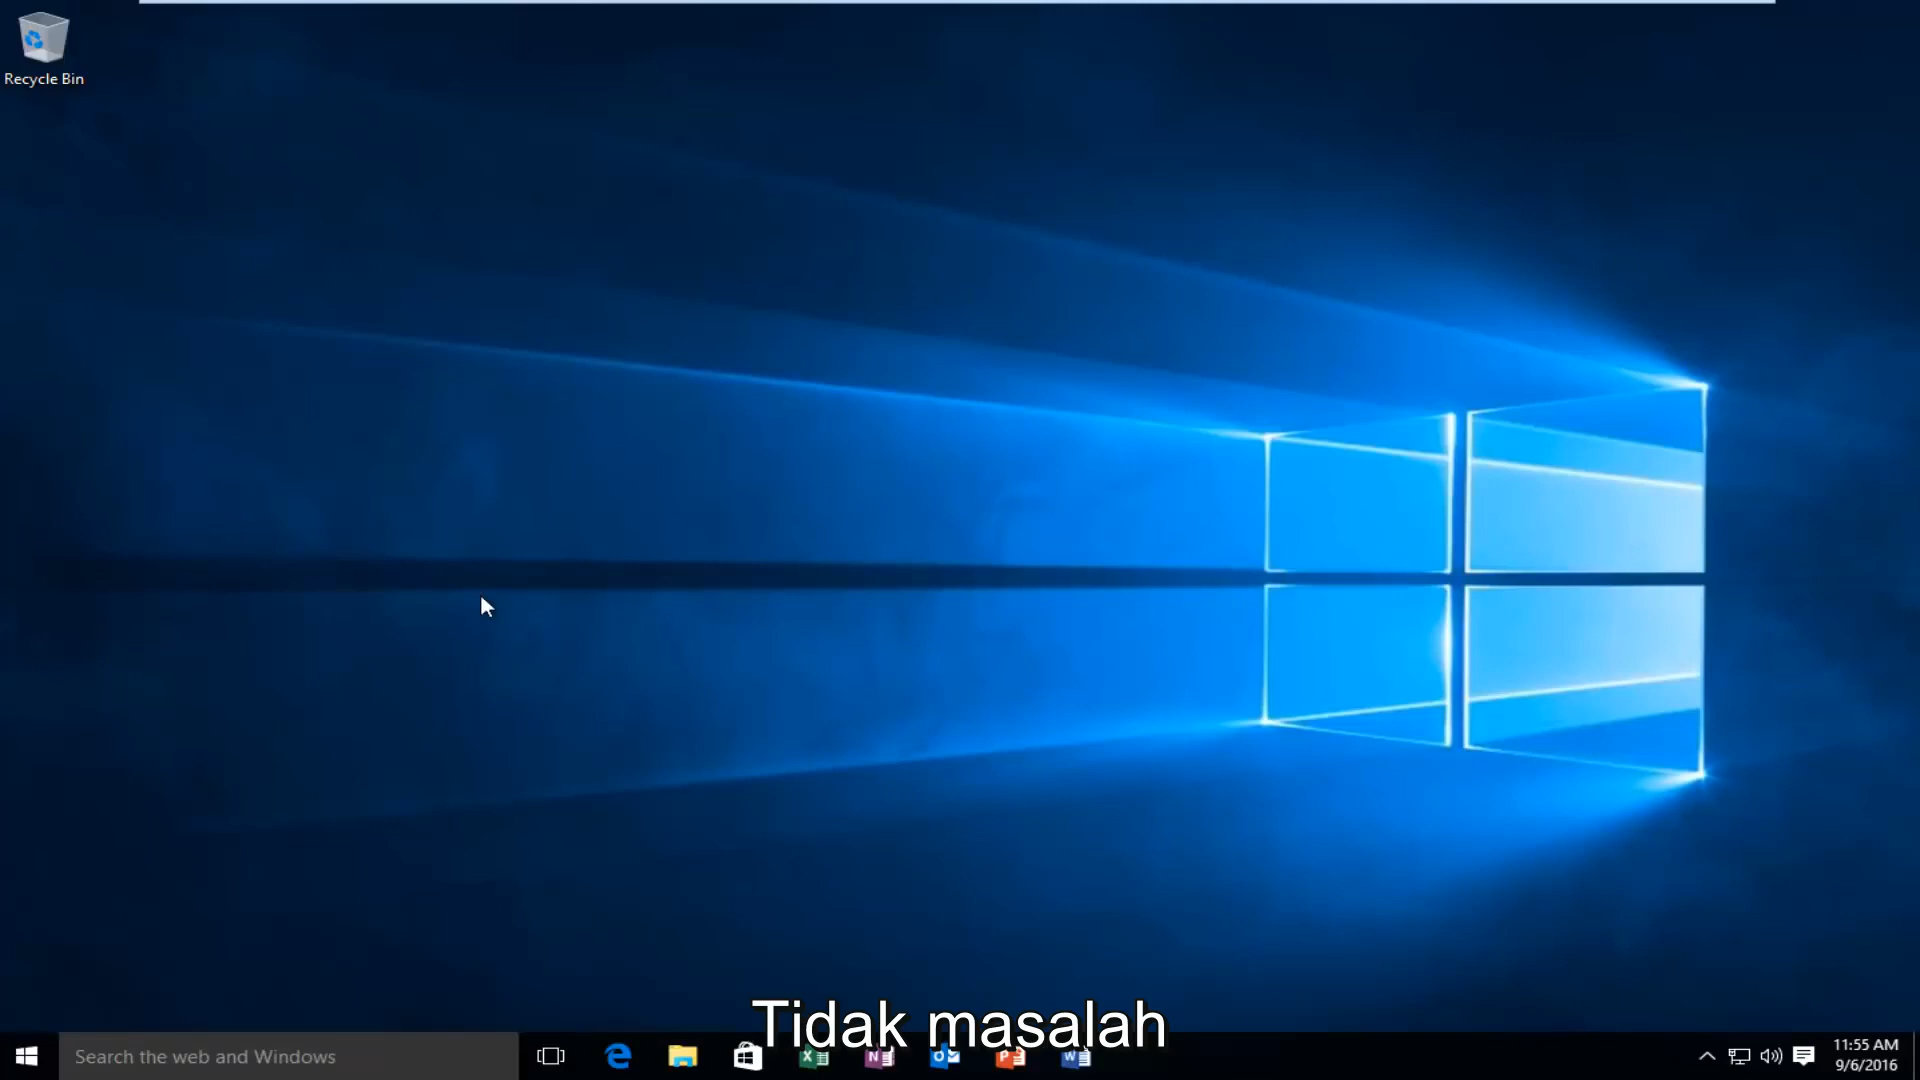 Recycle Bin
Tidak masalah
Search the web and Windows
11:55 AM
9/6/2016